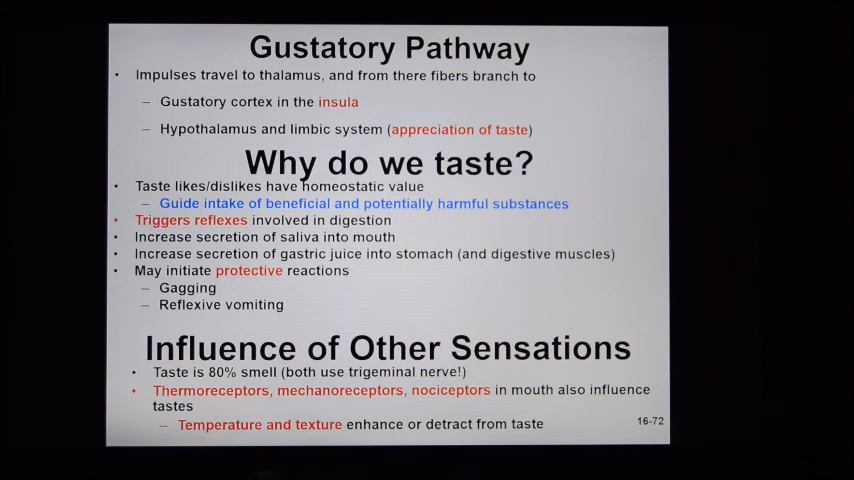 Gustatory Pathway
• Impulses travel to thalamus, and from there fibers branch to
– Gustatory cortex in the insula
– Hypothalamus and limbic system (appreciation of taste)
Why do we taste?
• Taste likes/dislikes have homeostatic value
– Guide intake of beneficial and potentially harmful substances
• Triggers reflexes involved in digestion
• Increase secretion of saliva into mouth
• Increase secretion of gastric juice into stomach (and digestive muscles)
• May initiate protective reactions
– Gagging
– Reflexive vomiting
Influence of Other Sensations
• Taste is 80% smell (both use trigeminal nerve!)
• Thermoreceptors, mechanoreceptors, nociceptors in mouth also influence
tastes
– Temperature and texture enhance or detract from taste
16-72